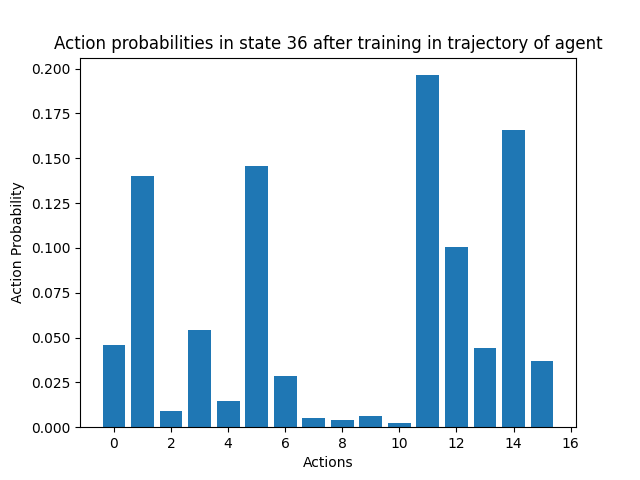 Action probabilities in state 36 after training in trajectory of agent
0.200
0.175
0.150
0.125
0.100
0.075
0.050
0.025
0.000
Action Probability
0 2 4 6 8 10 12 14 16
Actions